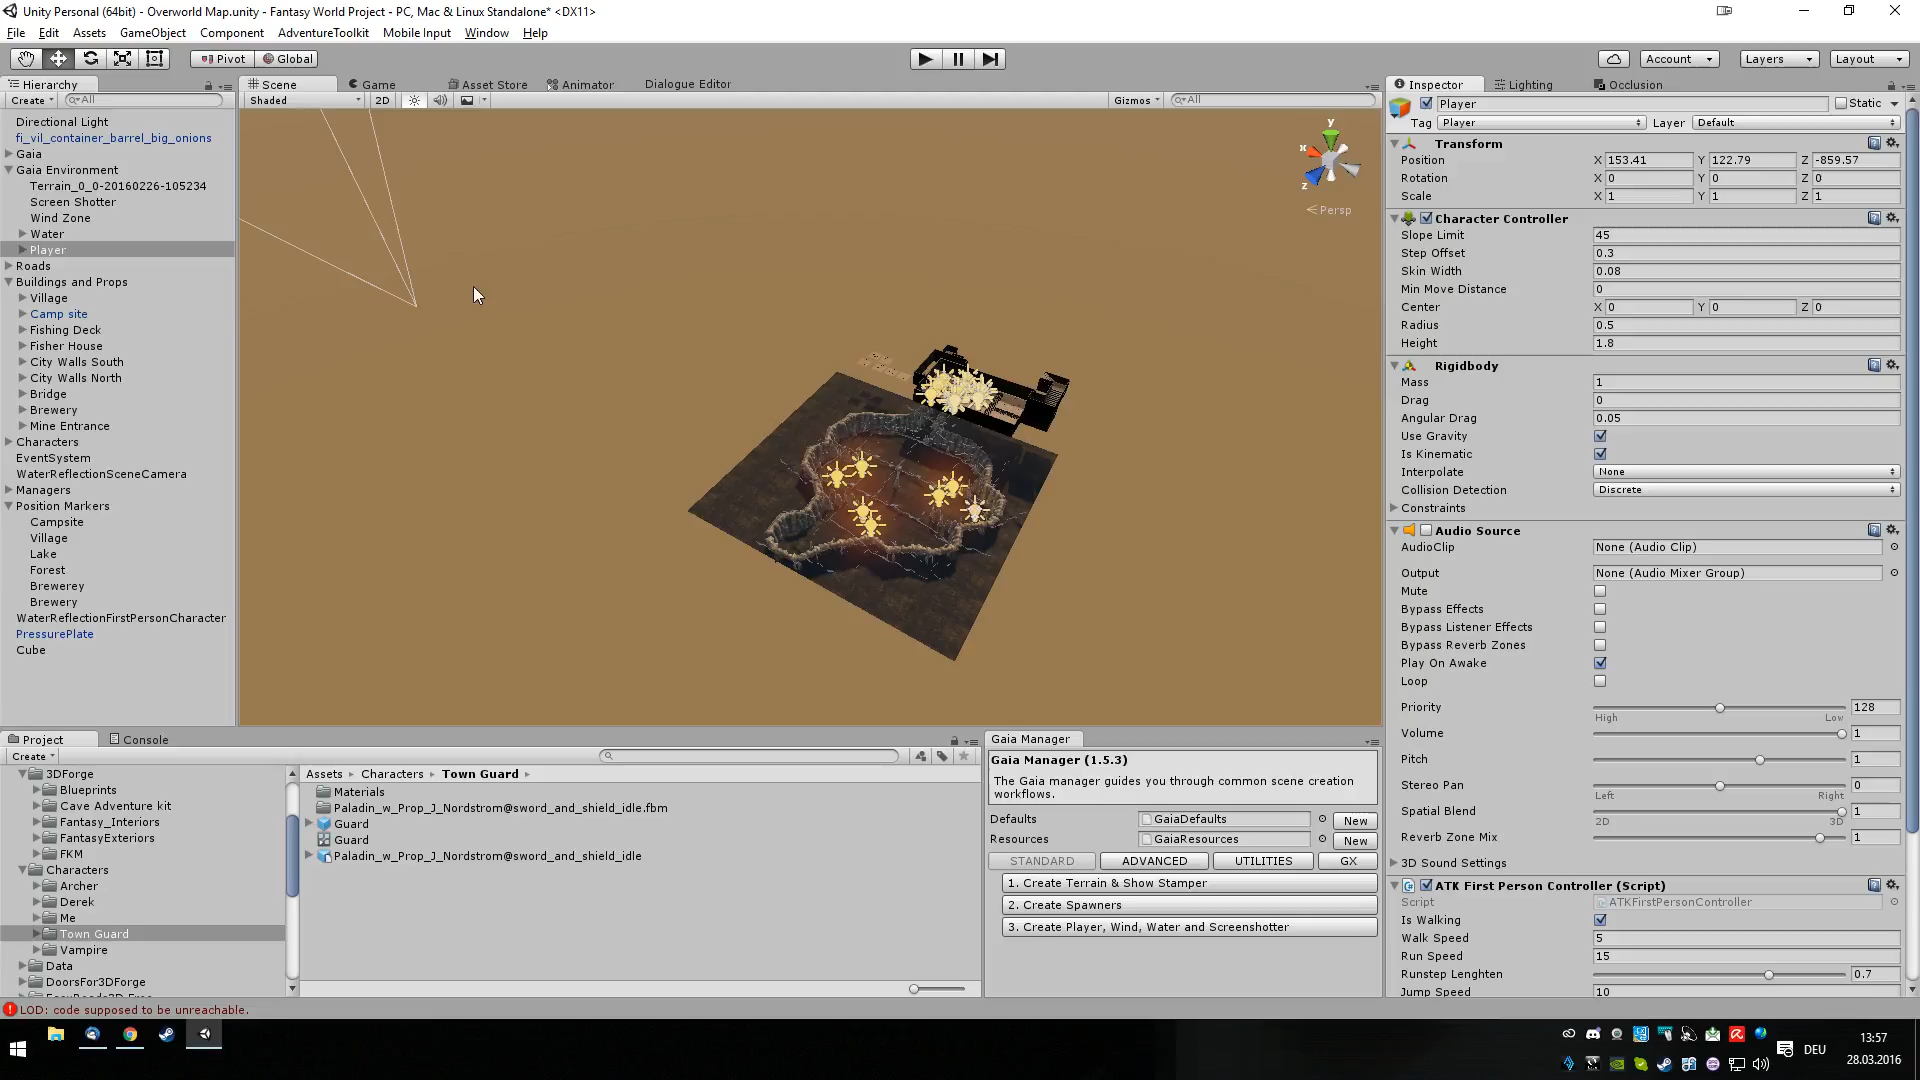 Unity Personal (64bit) - Overworld Map.unity - Fantasy World Project - PC, Mac & Linux Standalone* <DX11>
File Edit Assets GameObject Component AdventureToolkit Mobile Input Window Help
Pivot Global Account Layers Layout
Hierarchy Scene Game Asset Store Animator Dialogue Editor Inspector Lighting Occlusion
Create All Shaded 2D Gizmos All
Directional Light
fi_vil_container_barrel_big_onions
Gaia
Gaia Environment
Terrain_0_0-20160226-105234
Screen Shotter
Wind Zone
Water
Player
Roads
Buildings and Props
Village
Camp site
Fishing Deck
Fisher House
City Walls South
City Walls North
Bridge
Brewery
Mine Entrance
Characters
EventSystem
WaterReflectionSceneCamera
Managers
Position Markers
Campsite
Village
Lake
Forest
Brewerey
Brewery
WaterReflectionFirstPersonCharacter
PressurePlate
Cube
y
x
z
Persp
Player Static
Tag Player Layer Default
Transform
Position X 153.41 Y 122.79 Z -859.57
Rotation X 0 Y 0 Z 0
Scale X 1 Y 1 Z 1
Character Controller
Slope Limit 45
Step Offset 0.3
Skin Width 0.08
Min Move Distance 0
Center X 0 Y 0 Z 0
Radius 0.5
Height 1.8
Rigidbody
Mass 1
Drag 0
Angular Drag 0.05
Use Gravity
Is Kinematic
Interpolate None
Collision Detection Discrete
Constraints
Audio Source
AudioClip None (Audio Clip)
Output None (Audio Mixer Group)
Mute
Bypass Effects
Bypass Listener Effects
Bypass Reverb Zones
Play On Awake
Loop
Priority 128
High Low
Volume 1
Pitch 1
Stereo Pan 0
Left Right
Spatial Blend 1
2D 3D
Reverb Zone Mix 1
3D Sound Settings
ATK First Person Controller (Script)
Script ATKFirstPersonController
Is Walking
Walk Speed 5
Run Speed 15
Runstep Lenghten 0.7
Jump Speed 10
Project Console
Create
3DForge
Blueprints
Cave Adventure kit
Fantasy_Interiors
FantasyExteriors
FKM
Characters
Archer
Derek
Me
Town Guard
Vampire
Data
DoorsFor3DForge
Assets Characters Town Guard
Materials
Paladin_w_Prop_J_Nordstrom@sword_and_shield_idle.fbm
Guard
Guard
Paladin_w_Prop_J_Nordstrom@sword_and_shield_idle
Gaia Manager
Gaia Manager (1.5.3)
The Gaia manager guides you through common scene creation
workflows.
Defaults GaiaDefaults New
Resources GaiaResources New
STANDARD ADVANCED UTILITIES GX
1. Create Terrain & Show Stamper
2. Create Spawners
3. Create Player, Wind, Water and Screenshotter
LOD: code supposed to be unreachable.
DEU
13:57
28.03.2016